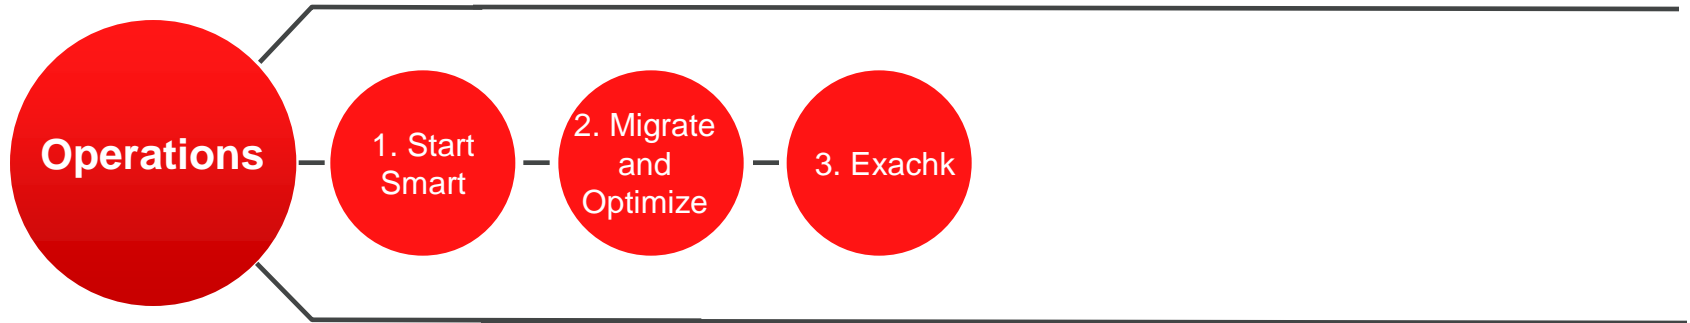 Operations
1. Start
Smart
2. Migrate
and
Optimize
3. Exachk